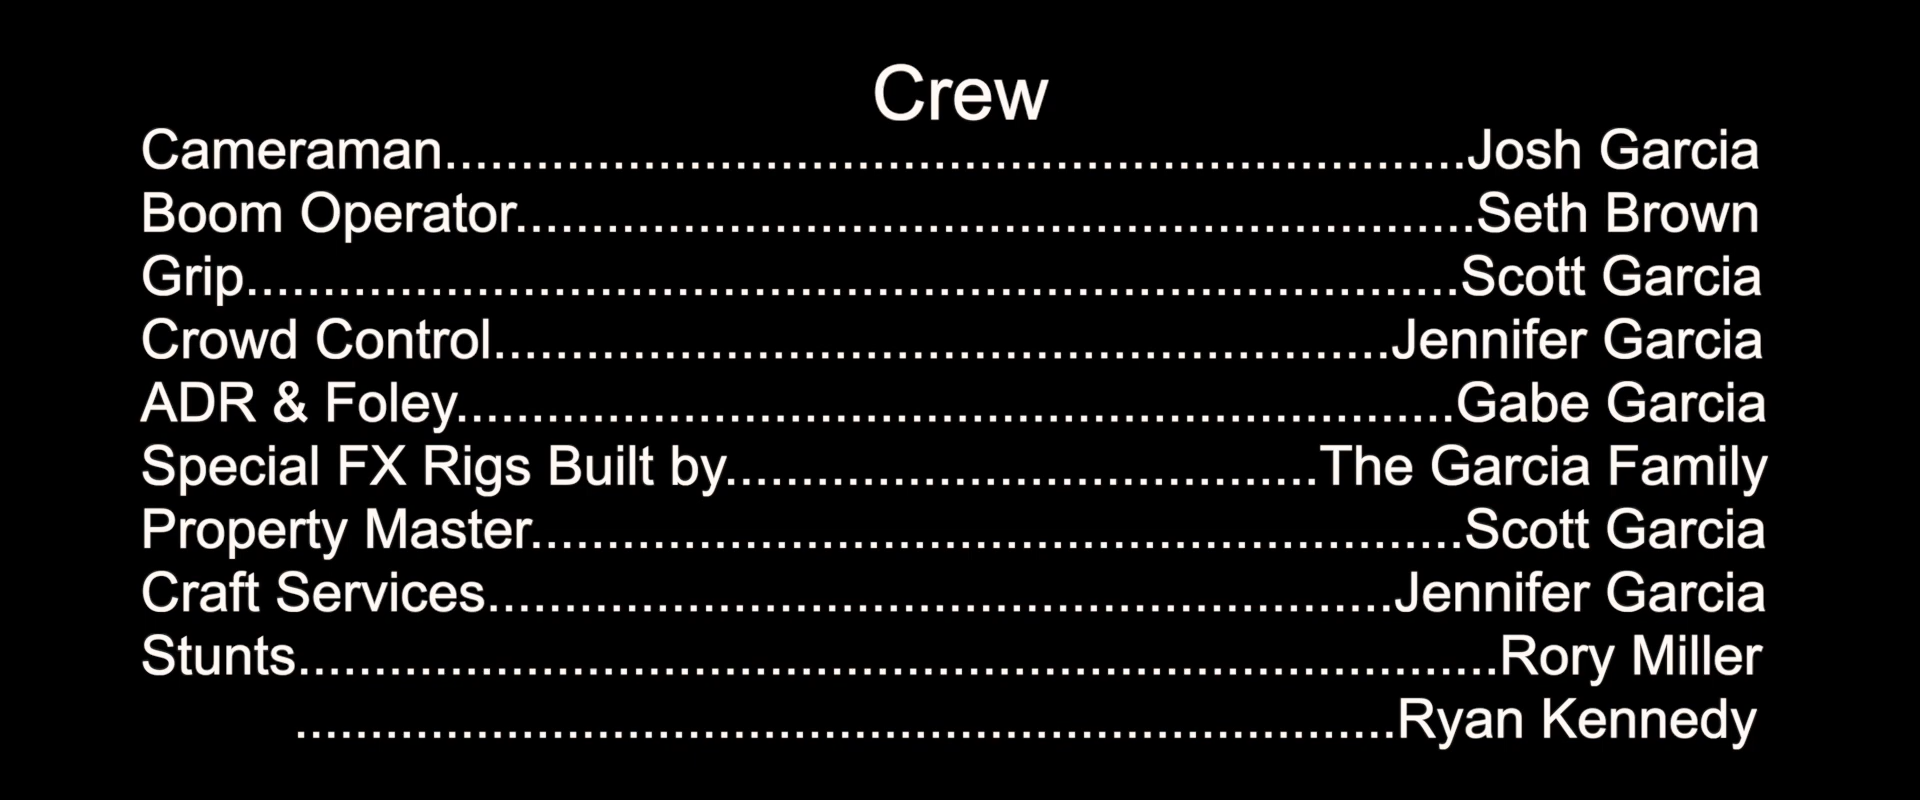 Crew
Cameraman...................................................................Josh Garcia
Boom Operator...............................................................Seth Brown
Grip...............................................................................Scott Garcia
Crowd Control...........................................................Jennifer Garcia
ADR & Foley.................................................................Gabe Garcia
Special FX Rigs Built by.......................................The Garcia Family
Property Master.............................................................Scott Garcia
Craft Services...........................................................Jennifer Garcia
Stunts..............................................................................Rory Miller
........................................................................Ryan Kennedy